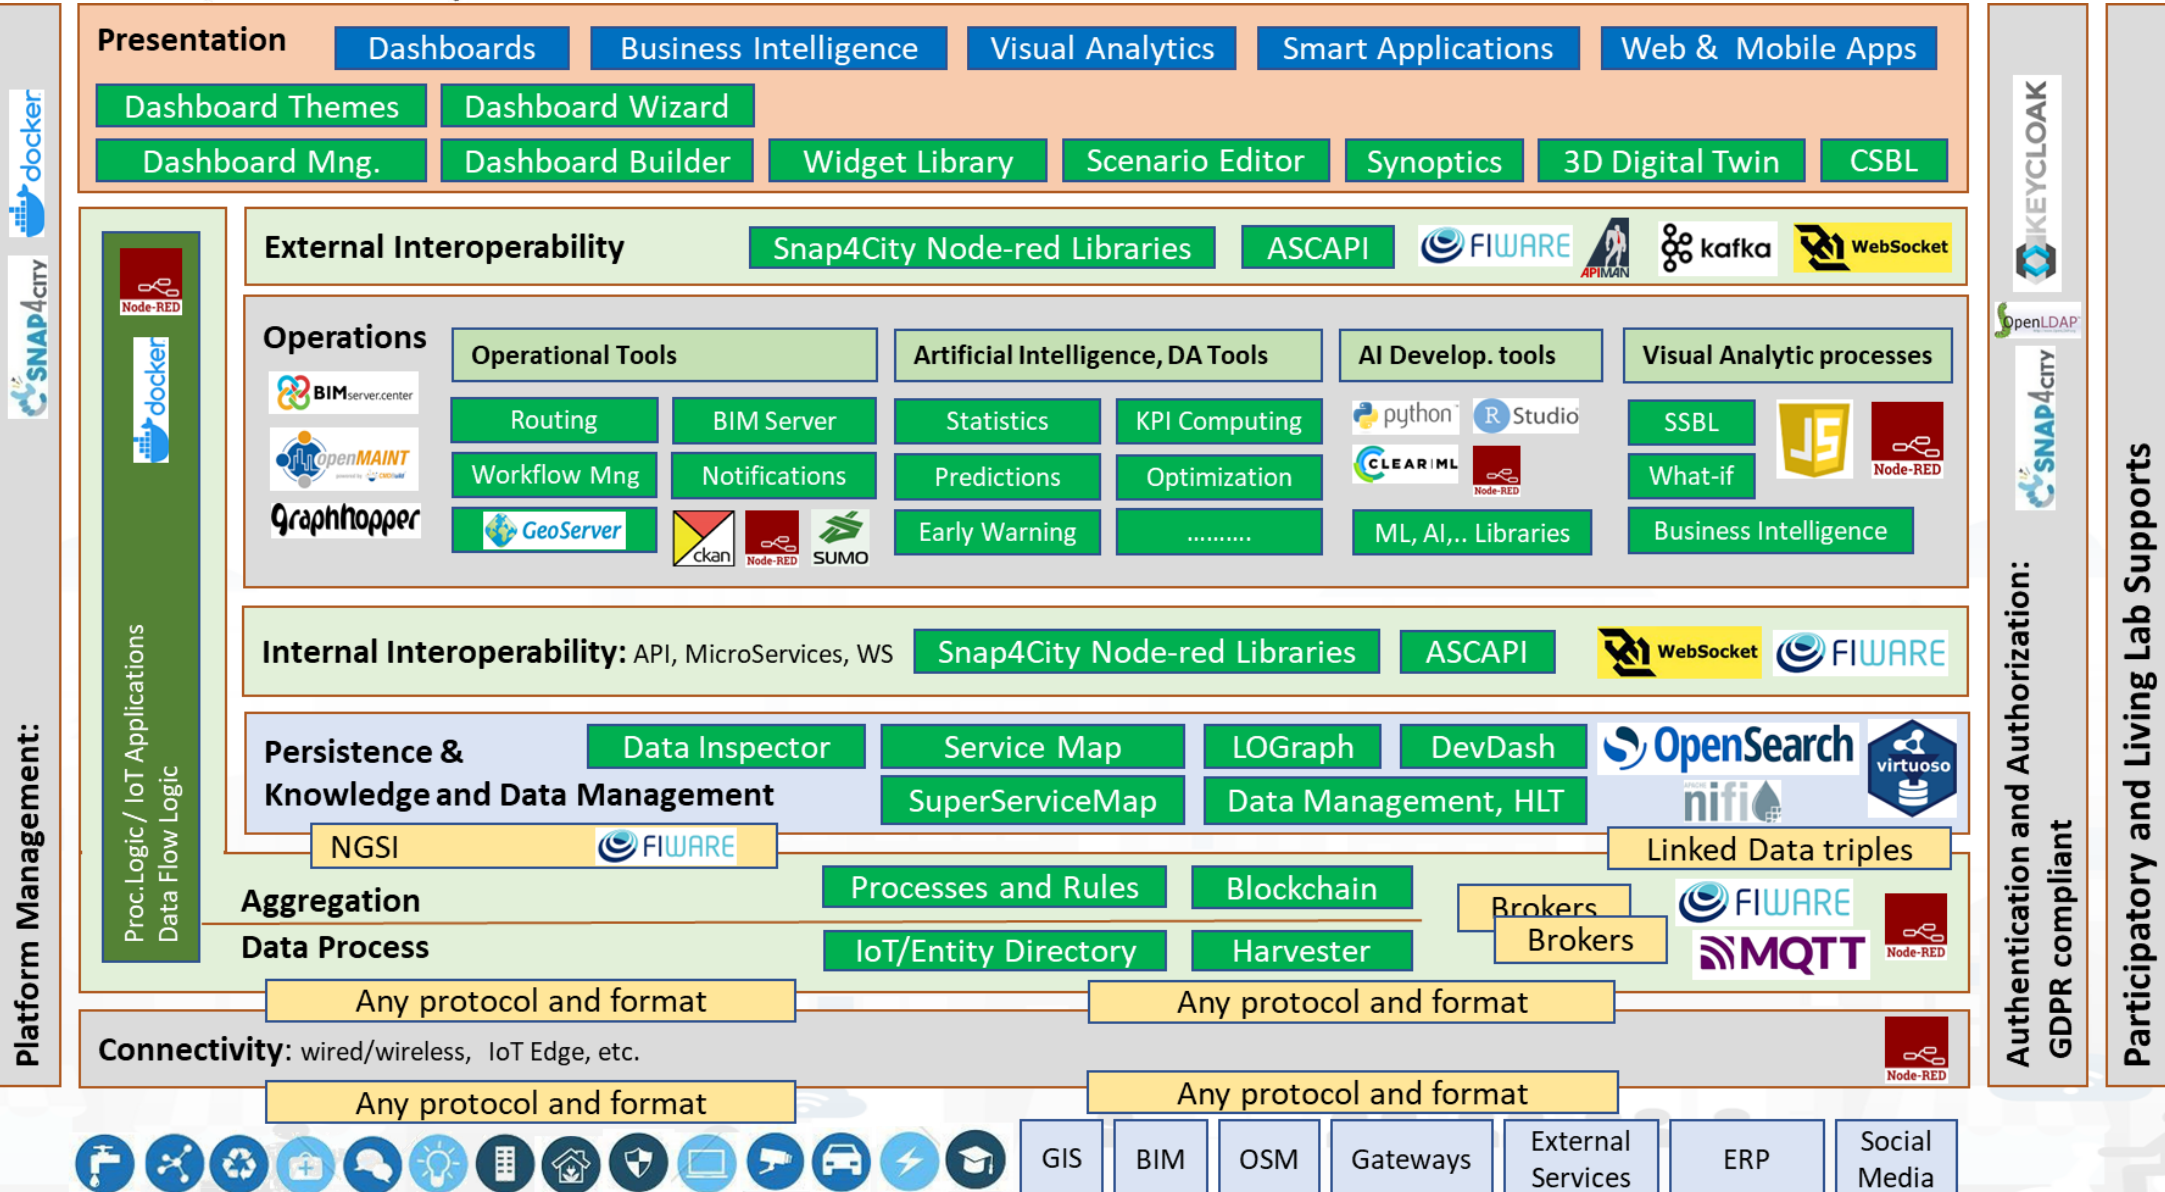 Presentation
Dashboards
Business Intelligence
Visual Analytics
Smart Applications
Web & Mobile Apps
Dashboard Themes
Dashboard Wizard
Dashboard Mng.
Dashboard Builder
Widget Library
Scenario Editor
Synoptics
3D Digital Twin
CSBL
docker
SNAP4CITY
Platform Management:
Node-RED
docker
Proc.Logic / IoT Applications
Data Flow Logic
External Interoperability
Snap4City Node-red Libraries
ASCAPI
FIWARE
APIMAN
kafka
WebSocket
Operations
BIMserver.center
openMAINT
Graphhopper
Operational Tools
Routing
BIM Server
Workflow Mng
Notifications
GeoServer
ckan
Node-RED
SUMO
Artificial Intelligence, DA Tools
Statistics
KPI Computing
Predictions
Optimization
Early Warning
..........
AI Develop. tools
python
R Studio
CLEAR|ML
Node-RED
ML, AI,.. Libraries
Visual Analytic processes
SSBL
What-if
JS
Node-RED
Business Intelligence
Internal Interoperability: API, MicroServices, WS
Snap4City Node-red Libraries
ASCAPI
WebSocket
FIWARE
Persistence &
Knowledge and Data Management
Data Inspector
Service Map
LOGraph
DevDash
SuperServiceMap
Data Management, HLT
OpenSearch
nifi
virtuoso
NGSI
FIWARE
Linked Data triples
Aggregation
Data Process
Processes and Rules
Blockchain
IoT/Entity Directory
Harvester
Brokers
Brokers
FIWARE
MQTT
Node-RED
Any protocol and format
Any protocol and format
Connectivity: wired/wireless, IoT Edge, etc.
Node-RED
Any protocol and format
Any protocol and format
GIS
BIM
OSM
Gateways
External
Services
ERP
Social
Media
KEYCLOAK
OpenLDAP
SNAP4CITY
Authentication and Authorization:
GDPR compliant
Participatory and Living Lab Supports